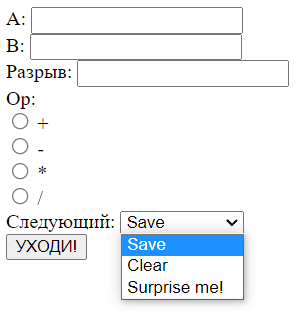 A:
B:
Разрыв:
Op:
+
-
*
/
Следующий: Save
УХОДИ!
Save
Clear
Surprise me!